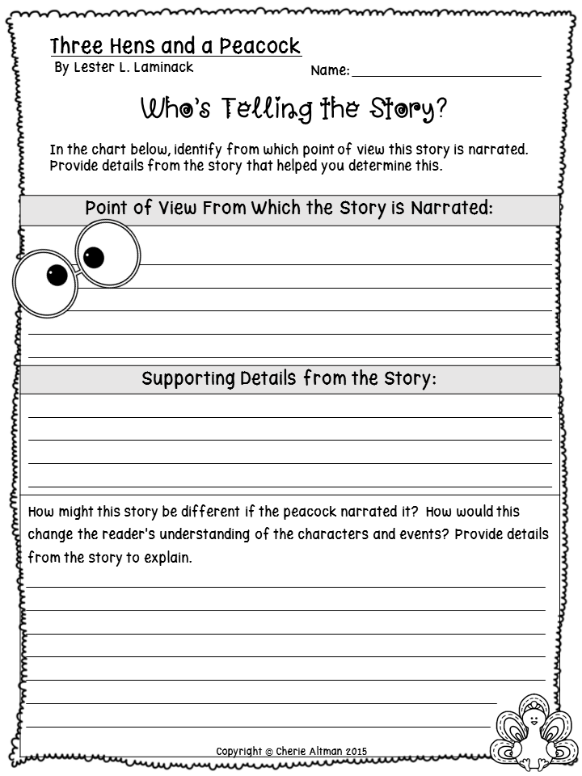 Three Hens and a Peacock
By Lester L. Laminack
Name:
Who's Telling the Story?
In the chart below, identify from which point of view this story is narrated.
Provide details from the story that helped you determine this.
Point of View From Which the Story is Narrated:
Supporting Details from the Story:
How might this story be different if the peacock narrated it? How would this
change the reader's understanding of the characters and events? Provide details
from the story to explain.
Copyright © Cherie Altman 2015